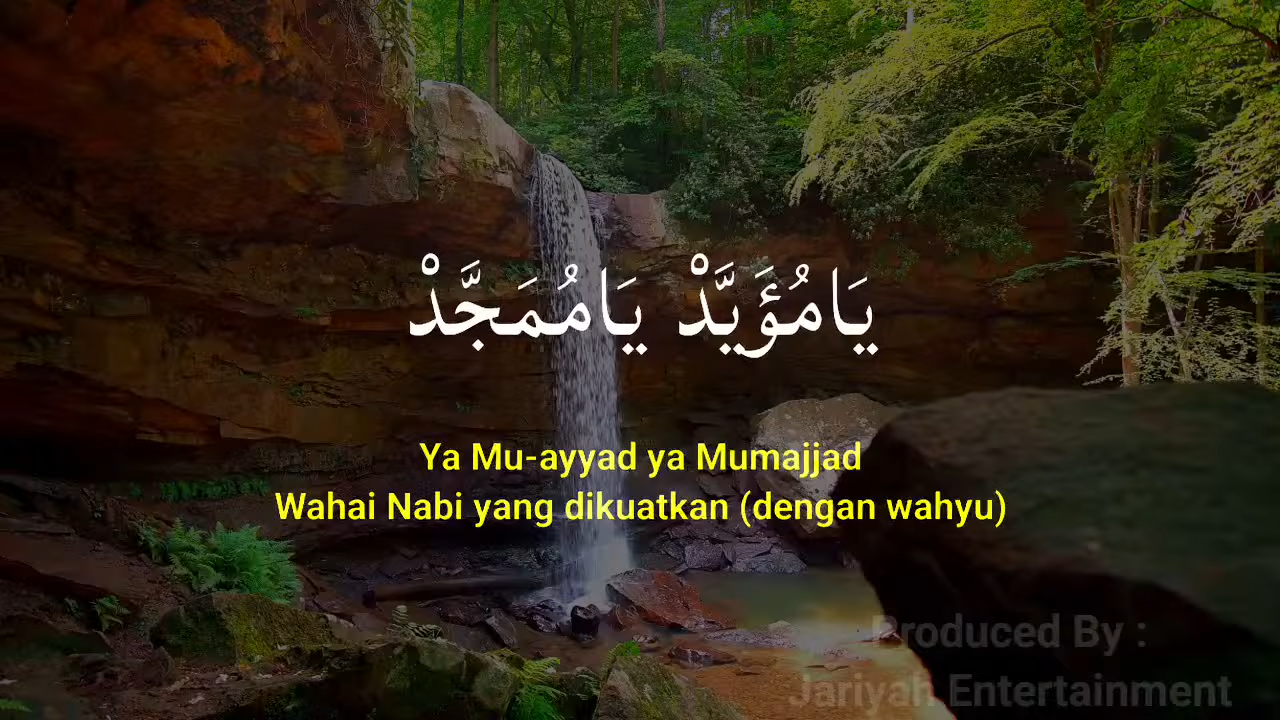 يَامُؤَيَّدْ يَامُمَجَّدْ
Ya Mu-ayyad ya Mumajjad
Wahai Nabi yang dikuatkan (dengan wahyu)
Produced By :
Jariyah Entertainment